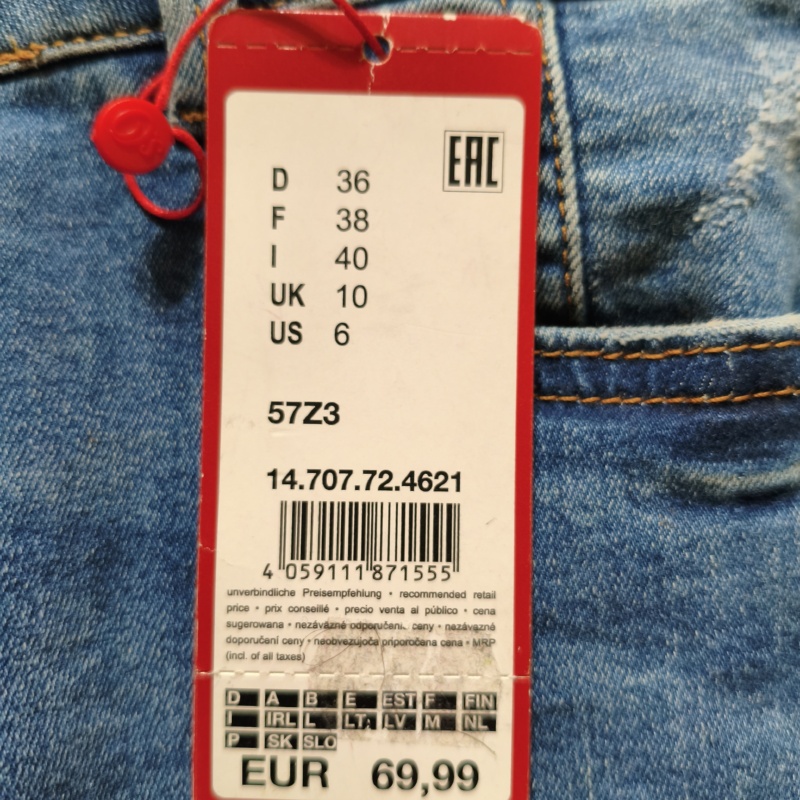 EAC
D 36
F 38
I 40
UK 10
US 6
57Z3
14.707.72.4621
4 059111 871555
unverbindliche Preisempfehlung • recommended retail
price • prix conseillé • precio venta al público • cena
sugerowana • nezáväzné odporučenie ceny • nezávazné
doporučení ceny • neobvezujoča priporočena cena • MRP
(incl. of all taxes)
D A B E EST F FIN
I IRL L LT LV M NL
P SK SLO
EUR 69,99